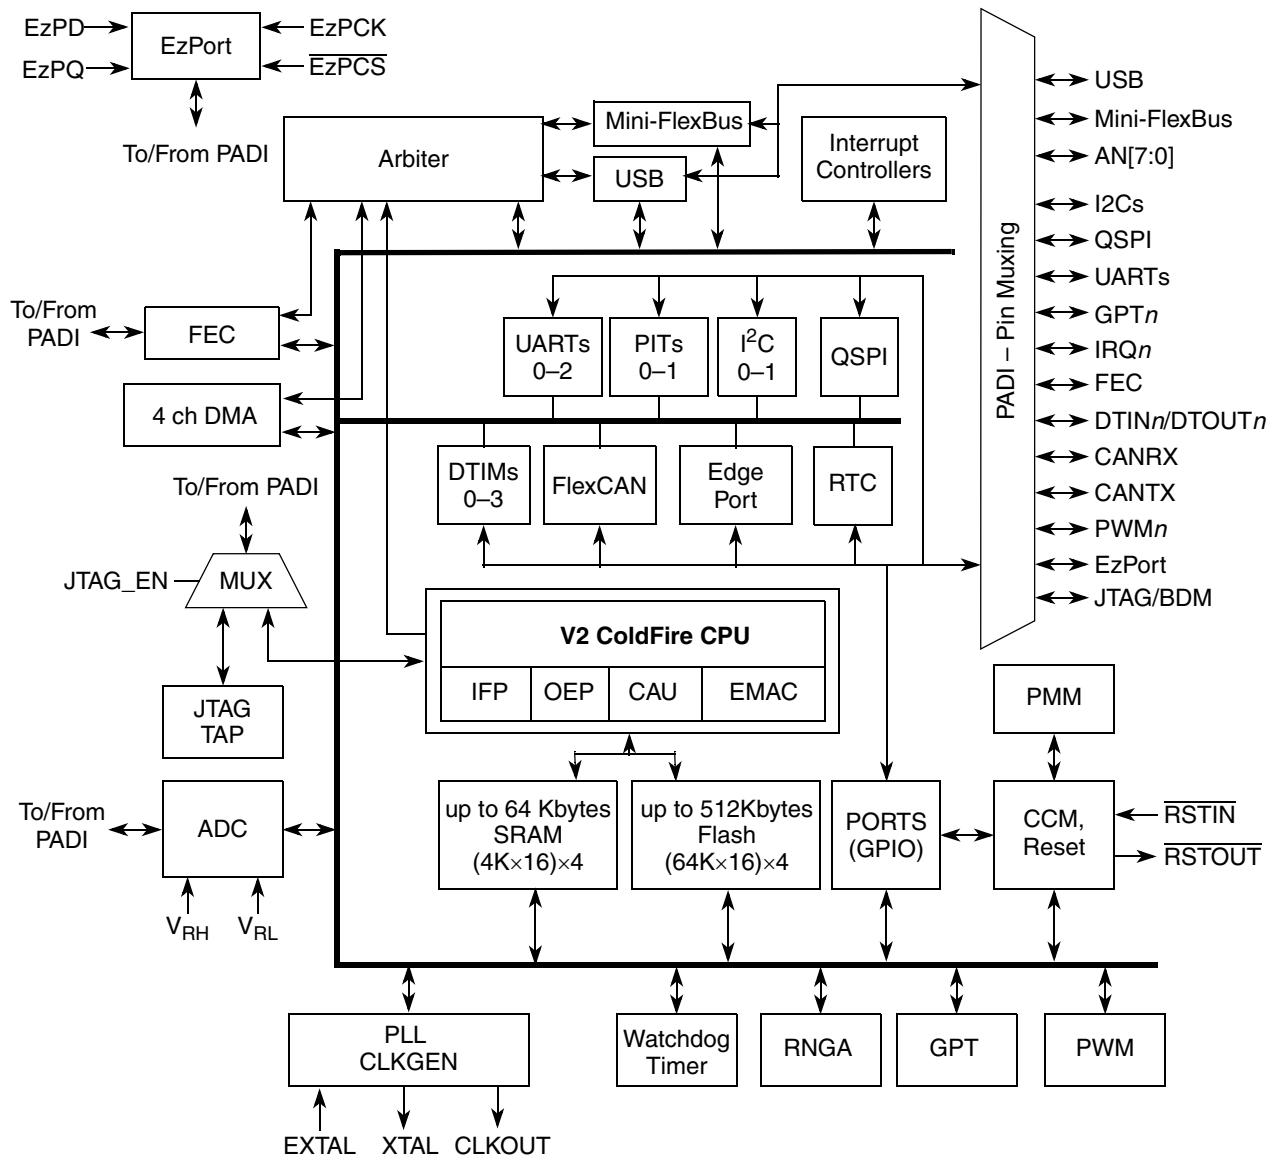 EzPD
EzPQ
EzPort
EzPCK
EzPCS
To/From PADI
Arbiter
Mini-FlexBus
USB
Interrupt
Controllers
To/From
PADI
FEC
4 ch DMA
UARTs
0–2
PITs
0–1
I²C
0–1
QSPI
DTIMs
0–3
FlexCAN
Edge
Port
RTC
PADI – Pin Muxing
USB
Mini-FlexBus
AN[7:0]
I2Cs
QSPI
UARTs
GPTn
IRQn
FEC
DTINn/DTOUTn
CANRX
CANTX
PWMn
EzPort
JTAG/BDM
To/From PADI
JTAG_EN
MUX
JTAG
TAP
V2 ColdFire CPU
IFP
OEP
CAU
EMAC
PMM
To/From
PADI
ADC
VRH
VRL
up to 64 Kbytes
SRAM
(4K×16)×4
up to 512Kbytes
Flash
(64K×16)×4
PORTS
(GPIO)
CCM,
Reset
RSTIN
RSTOUT
PLL
CLKGEN
EXTAL
XTAL
CLKOUT
Watchdog
Timer
RNGA
GPT
PWM